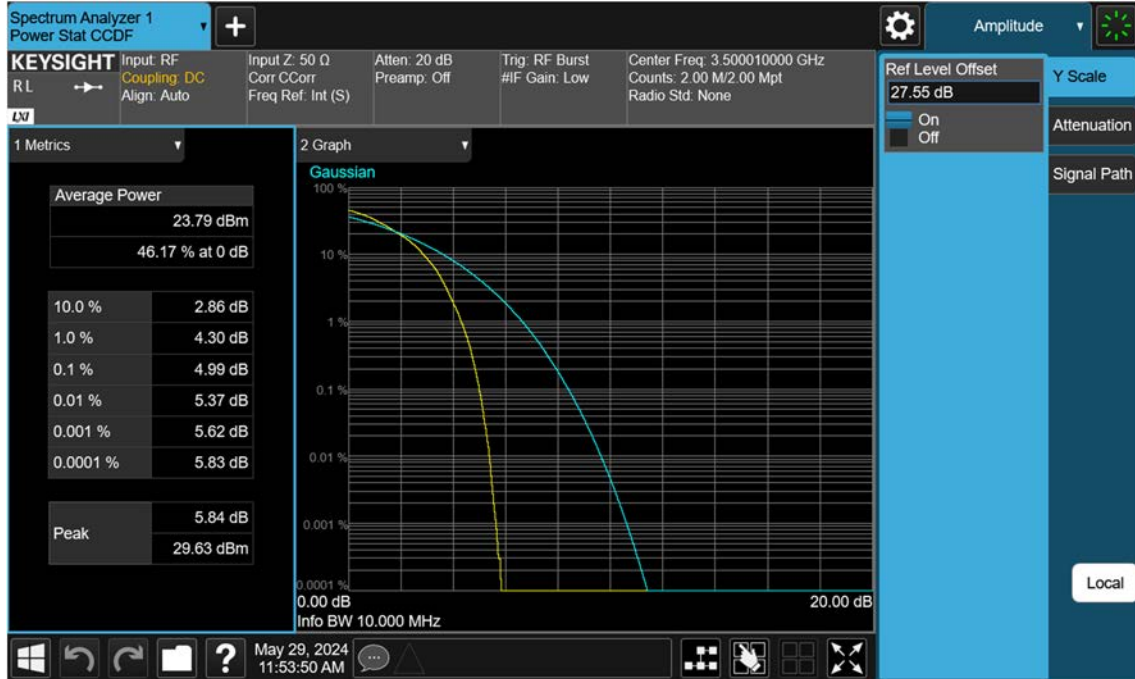 Spectrum Analyzer 1
Power Stat CCDF
+
Amplitude
KEYSIGHT
R L
LXI
Input: RF
Coupling: DC
Align: Auto
Input Z: 50 Ω
Corr CCorr
Freq Ref: Int (S)
Atten: 20 dB
Preamp: Off
Trig: RF Burst
#IF Gain: Low
Center Freq: 3.500010000 GHz
Counts: 2.00 M/2.00 Mpt
Radio Std: None
Ref Level Offset
27.55 dB
On
Off
Y Scale
Attenuation
Signal Path
Local
1 Metrics
Average Power
23.79 dBm
46.17 % at 0 dB
10.0 % 2.86 dB
1.0 % 4.30 dB
0.1 % 4.99 dB
0.01 % 5.37 dB
0.001 % 5.62 dB
0.0001 % 5.83 dB
Peak
5.84 dB
29.63 dBm
2 Graph
Gaussian
100 %
10 %
1 %
0.1 %
0.01 %
0.001 %
0.0001 %
0.00 dB 20.00 dB
Info BW 10.000 MHz
?
May 29, 2024
11:53:50 AM